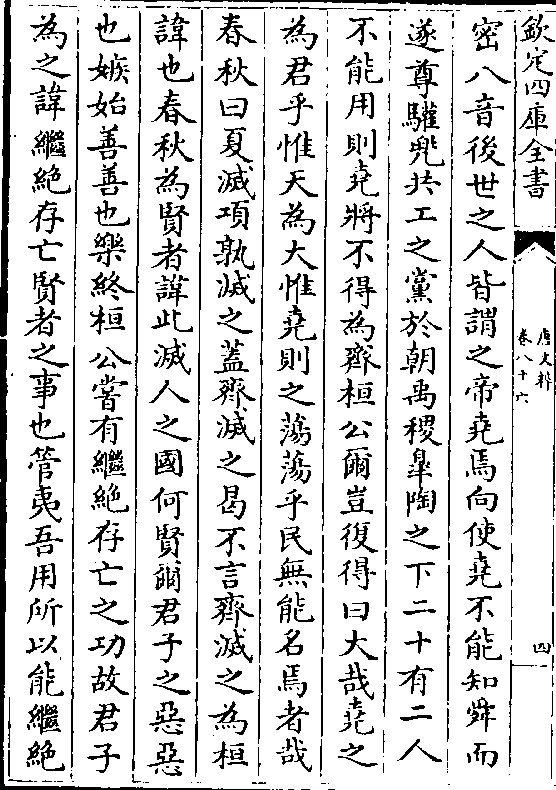 欽定四庫全書
唐文粹
卷八十六
四
密八音後世之人皆謂之帝堯焉向使堯不能知舜而
遂尊驩兠共工之黨於朝禹稷臯陶之下二十有二人
不能用則堯將不得為齊桓公爾豈復得曰大哉堯之
為君乎惟天為大惟堯則之蕩蕩乎民無能名焉者哉
春秋曰夏滅項孰滅之葢齊滅之曷不言齊滅之為桓
諱也春秋為賢者諱此滅人之國何賢爾君子之惡惡
也嫉始善善也樂終桓公嘗有繼絶存亡之功故君子
為之諱繼絶存亡賢者之事也管夷吾用所以能繼絶